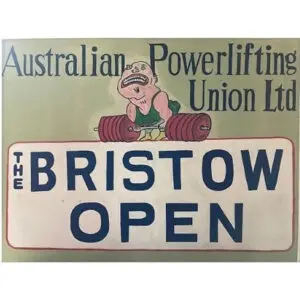 Australian Powerlifting
Union Ltd
THE BRISTOW
OPEN